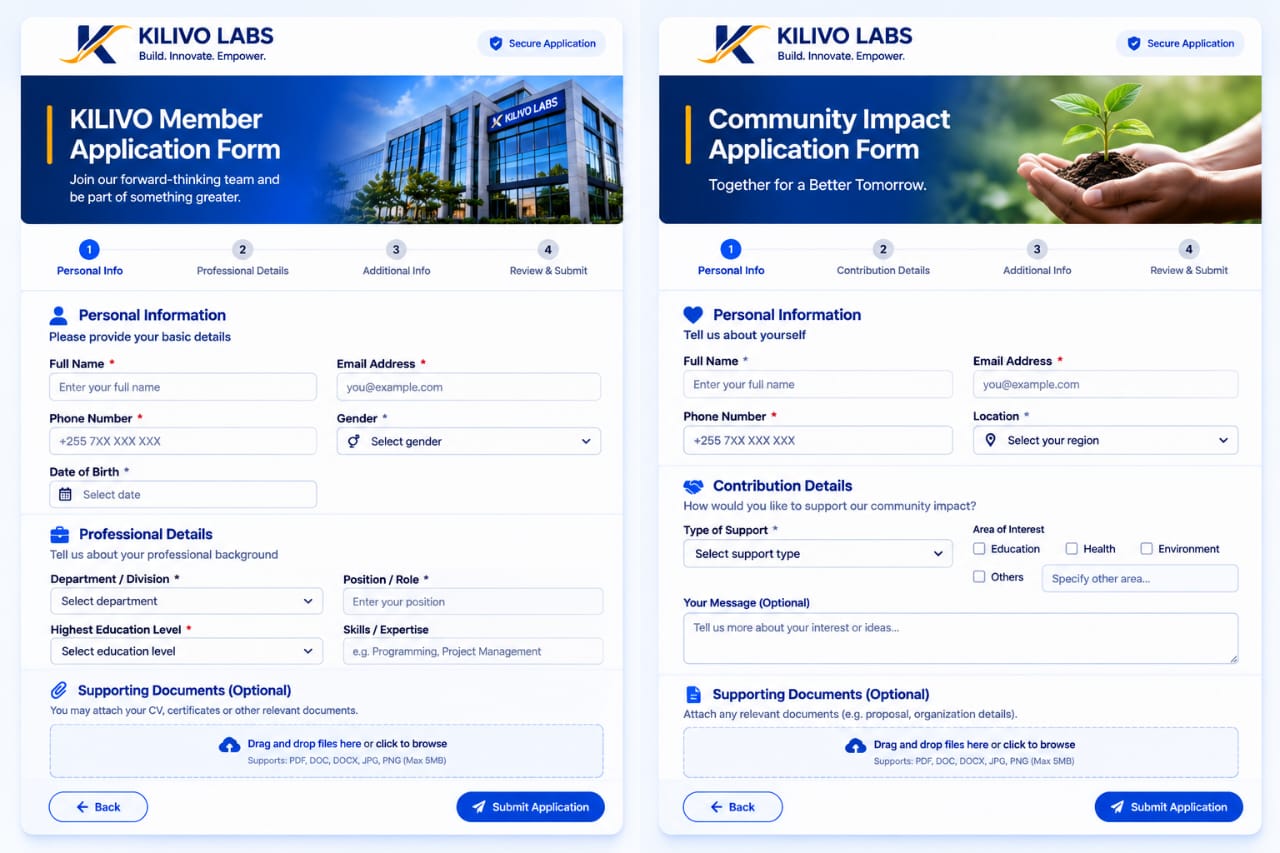 KILIVO LABS
Build. Innovate. Empower.
Secure Application
KILIVO Member
Application Form
Join our forward-thinking team and
be part of something greater.
KILIVO LABS
1
2
3
4
Personal Info
Professional Details
Additional Info
Review & Submit
Personal Information
Please provide your basic details
Full Name *
Email Address *
Enter your full name
you@example.com
Phone Number *
Gender *
+255 7XX XXX XXX
Select gender
Date of Birth *
Select date
Professional Details
Tell us about your professional background
Department / Division *
Position / Role *
Select department
Enter your position
Highest Education Level *
Skills / Expertise
Select education level
e.g. Programming, Project Management
Supporting Documents (Optional)
You may attach your CV, certificates or other relevant documents.
Drag and drop files here or click to browse
Supports: PDF, DOC, DOCX, JPG, PNG (Max 5MB)
Back
Submit Application
KILIVO LABS
Build. Innovate. Empower.
Secure Application
Community Impact
Application Form
Together for a Better Tomorrow.
1
2
3
4
Personal Info
Contribution Details
Additional Info
Review & Submit
Personal Information
Tell us about yourself
Full Name *
Email Address *
Enter your full name
you@example.com
Phone Number *
Location *
+255 7XX XXX XXX
Select your region
Contribution Details
How would you like to support our community impact?
Type of Support *
Area of Interest
Select support type
Education
Health
Environment
Others
Specify other area...
Your Message (Optional)
Tell us more about your interest or ideas...
Supporting Documents (Optional)
Attach any relevant documents (e.g. proposal, organization details).
Drag and drop files here or click to browse
Supports: PDF, DOC, DOCX, JPG, PNG (Max 5MB)
Back
Submit Application